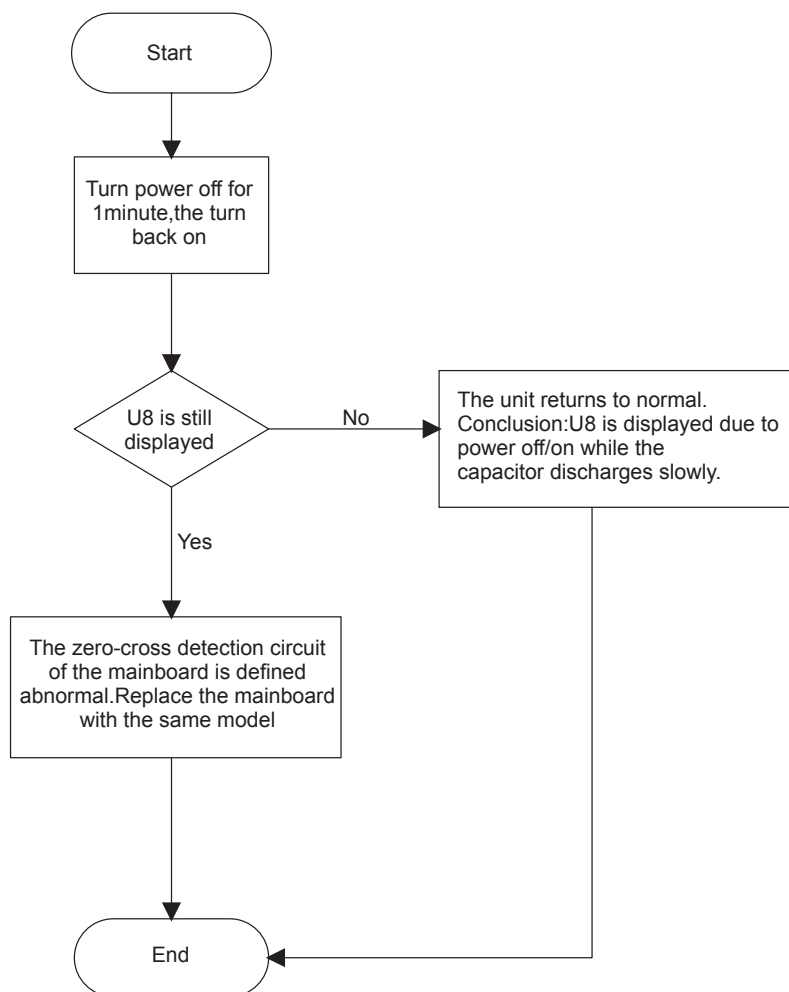 Start
Turn power off for
1minute,the turn
back on
U8 is still
displayed
No
The unit returns to normal.
Conclusion:U8 is displayed due to
power off/on while the
capacitor discharges slowly.
Yes
The zero-cross detection circuit
of the mainboard is defined
abnormal.Replace the mainboard
with the same model
End